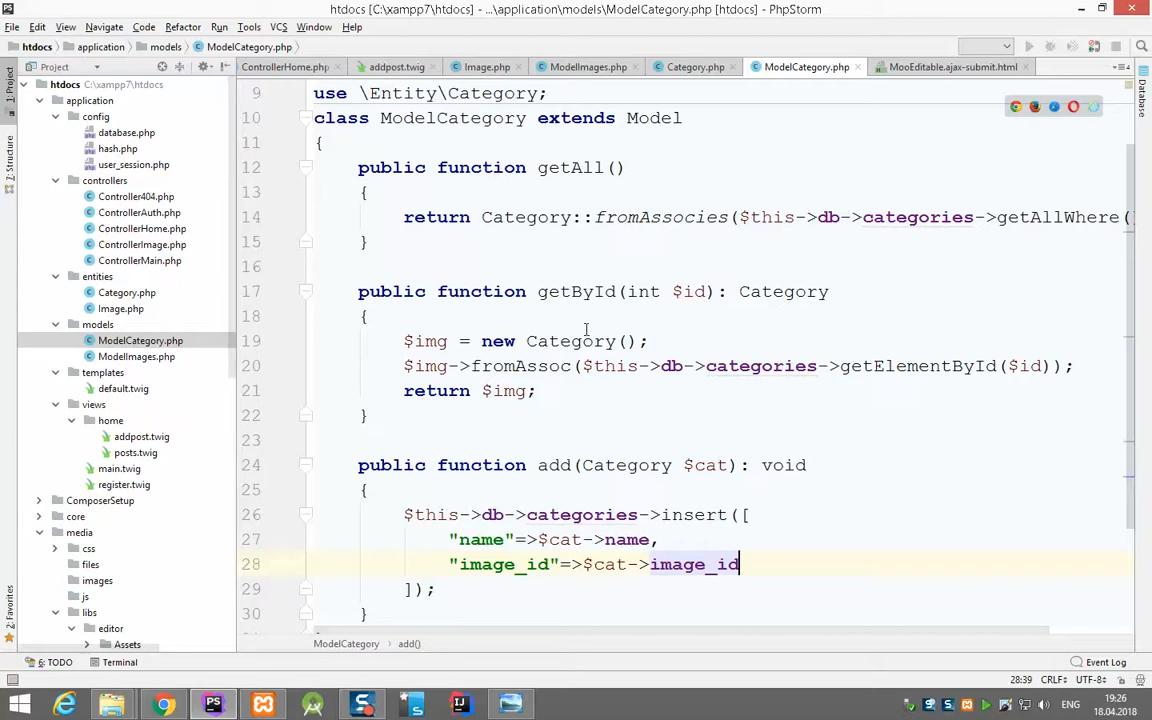 htdocs [C:\xampp7\htdocs] - ...\application\models\ModelCategory.php [htdocs] - PhpStorm
File Edit View Navigate Code Refactor Run Tools VCS Window Help
htdocs application models ModelCategory.php
Project
ControllerHome.php addpost.twig Image.php ModelImages.php Category.php ModelCategory.php MooEditable.ajax-submit.html
1: Project
7: Structure
2: Favorites
Database
htdocs C:\xampp7\htdocs
application
config
database.php
hash.php
user_session.php
controllers
Controller404.php
ControllerAuth.php
ControllerHome.php
ControllerImage.php
ControllerMain.php
entities
Category.php
Image.php
models
ModelCategory.php
ModelImages.php
templates
default.twig
views
home
addpost.twig
posts.twig
main.twig
register.twig
ComposerSetup
core
media
css
files
images
js
libs
editor
Assets
9 use \Entity\Category;
10 class ModelCategory extends Model
11 {
12 public function getAll()
13 {
14 return Category::fromAssocies($this->db->categories->getAllWhere()
15 }
16
17 public function getById(int $id): Category
18 {
19 $img = new Category();
20 $img->fromAssoc($this->db->categories->getElementById($id));
21 return $img;
22 }
23
24 public function add(Category $cat): void
25 {
26 $this->db->categories->insert([
27 "name"=>$cat->name,
28 "image_id"=>$cat->image_id
29 ]);
30 }
ModelCategory add()
6: TODO Terminal Event Log
28:39 CRLF÷ UTF-8÷
ENG 19:26
18.04.2018